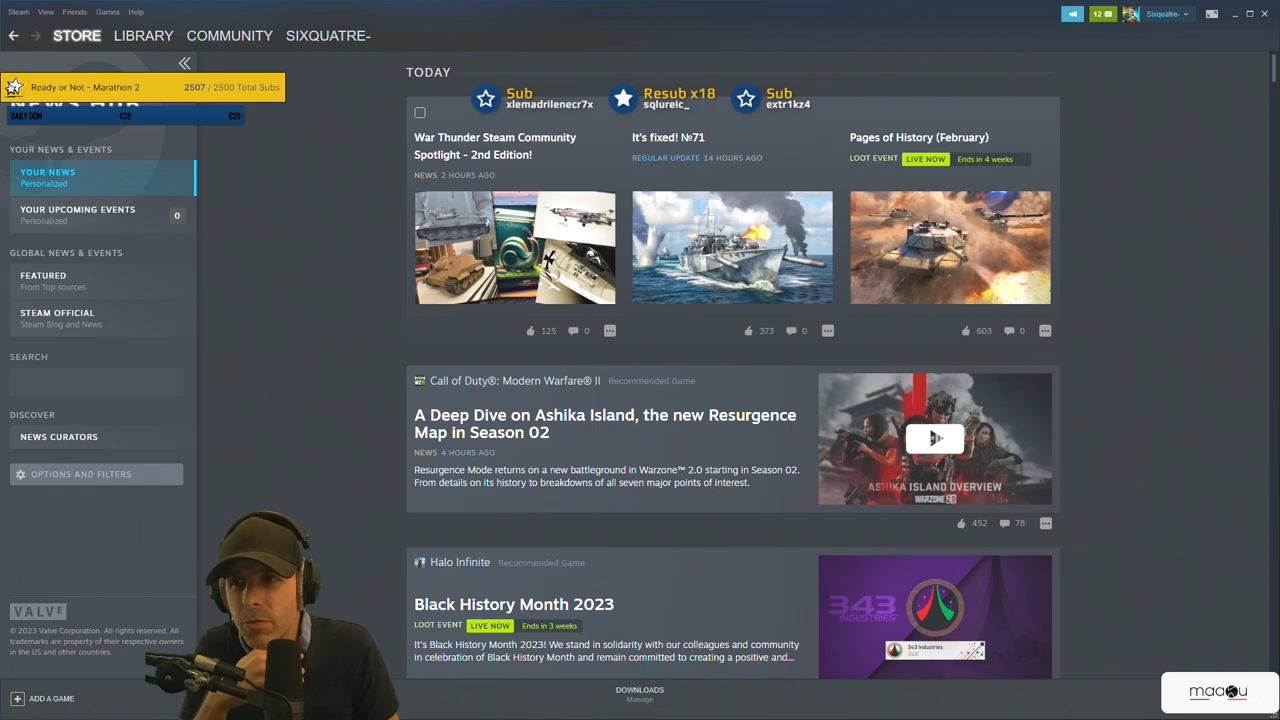 Steam View Friends Games Help
12
Sixquatre-
STORE LIBRARY COMMUNITY SIXQUATRE-
Ready or Not - Marathon 2 2507 / 2500 Total Subs
NEWS HUB
DAILY DON €38 €29
YOUR NEWS & EVENTS
YOUR NEWS
Personalized
YOUR UPCOMING EVENTS
Personalized
0
GLOBAL NEWS & EVENTS
FEATURED
From Top sources
STEAM OFFICIAL
Steam Blog and News
SEARCH
DISCOVER
NEWS CURATORS
OPTIONS AND FILTERS
VALVE
© 2023 Valve Corporation. All rights reserved. All
trademarks are property of their respective owners
in the US and other countries.
ADD A GAME
TODAY
Sub
xlemadrilenecr7x
Resub x18
sqlureic_
Sub
extr1kz4
War Thunder Steam Community
Spotlight - 2nd Edition!
NEWS 2 HOURS AGO
125 0
It's fixed! №71
REGULAR UPDATE 14 HOURS AGO
373 0
Pages of History (February)
LOOT EVENT LIVE NOW Ends in 4 weeks
603 0
Call of Duty®: Modern Warfare® II Recommended Game
A Deep Dive on Ashika Island, the new Resurgence
Map in Season 02
NEWS 4 HOURS AGO
Resurgence Mode returns on a new battleground in Warzone™ 2.0 starting in Season 02.
From details on its history to breakdowns of all seven major points of interest.
ASHIKA ISLAND OVERVIEW
WARZONE 2.0
452 78
Halo Infinite Recommended Game
Black History Month 2023
LOOT EVENT LIVE NOW Ends in 3 weeks
It's Black History Month 2023! We stand in solidarity with our colleagues and community
in celebration of Black History Month and remain committed to creating a positive and...
343
INDUSTRIES
343 Industries
343i
DOWNLOADS
Manage
maaou